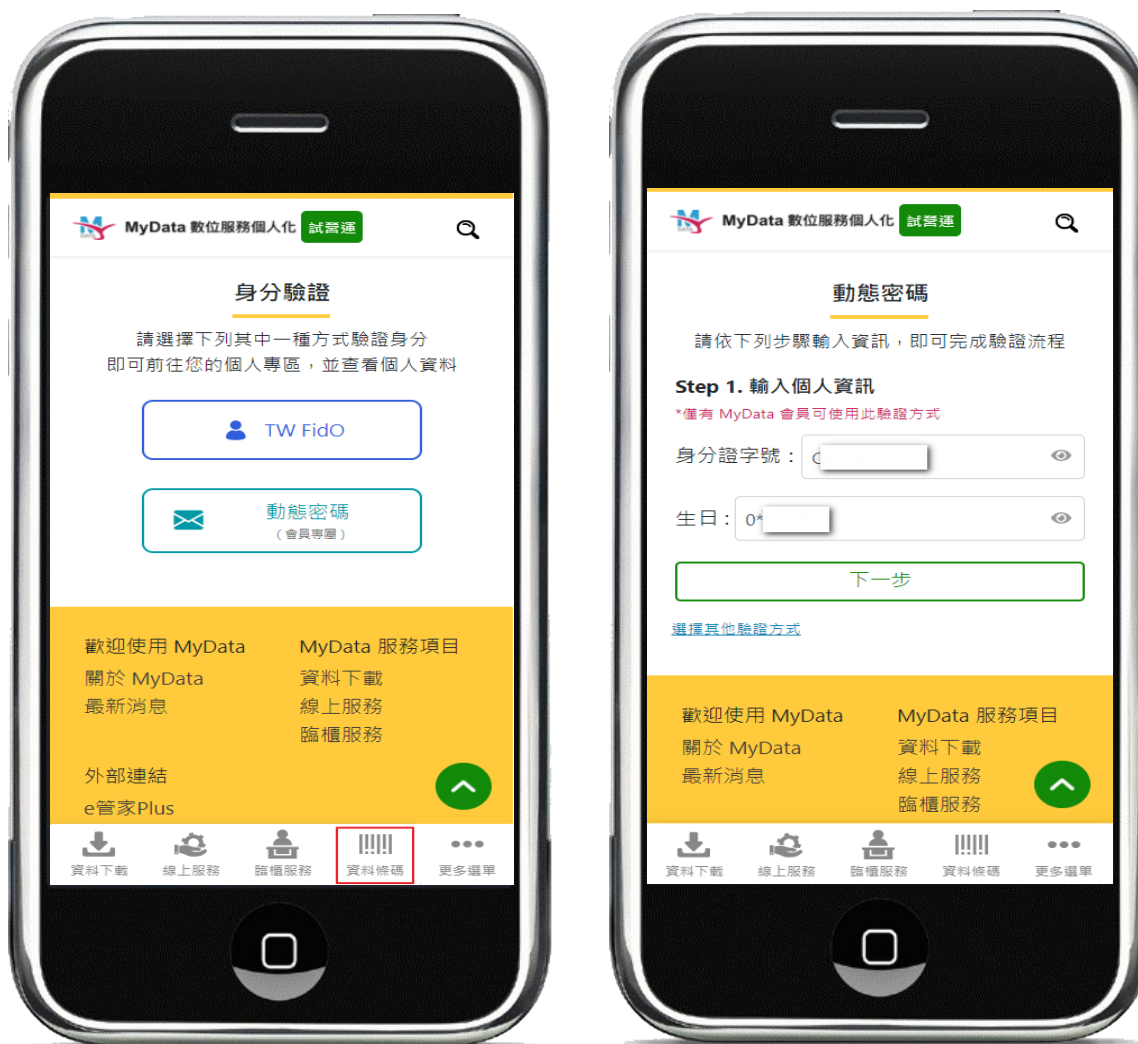 MyData 數位服務個人化 試營運
身分驗證
請選擇下列其中一種方式驗證身分
即可前往您的個人專區，並查看個人資料
TW FidO
動態密碼
（會員專屬）
歡迎使用 MyData
關於 MyData
最新消息
MyData 服務項目
資料下載
線上服務
臨櫃服務
外部連結
e管家Plus
資料下載
線上服務
臨櫃服務
資料條碼
更多選單
MyData 數位服務個人化 試營運
動態密碼
請依下列步驟輸入資訊，即可完成驗證流程
Step 1. 輸入個人資訊
*僅有 MyData 會員可使用此驗證方式
身分證字號：
生日：0*
下一步
選擇其他驗證方式
歡迎使用 MyData
關於 MyData
最新消息
MyData 服務項目
資料下載
線上服務
臨櫃服務
資料下載
線上服務
臨櫃服務
資料條碼
更多選單